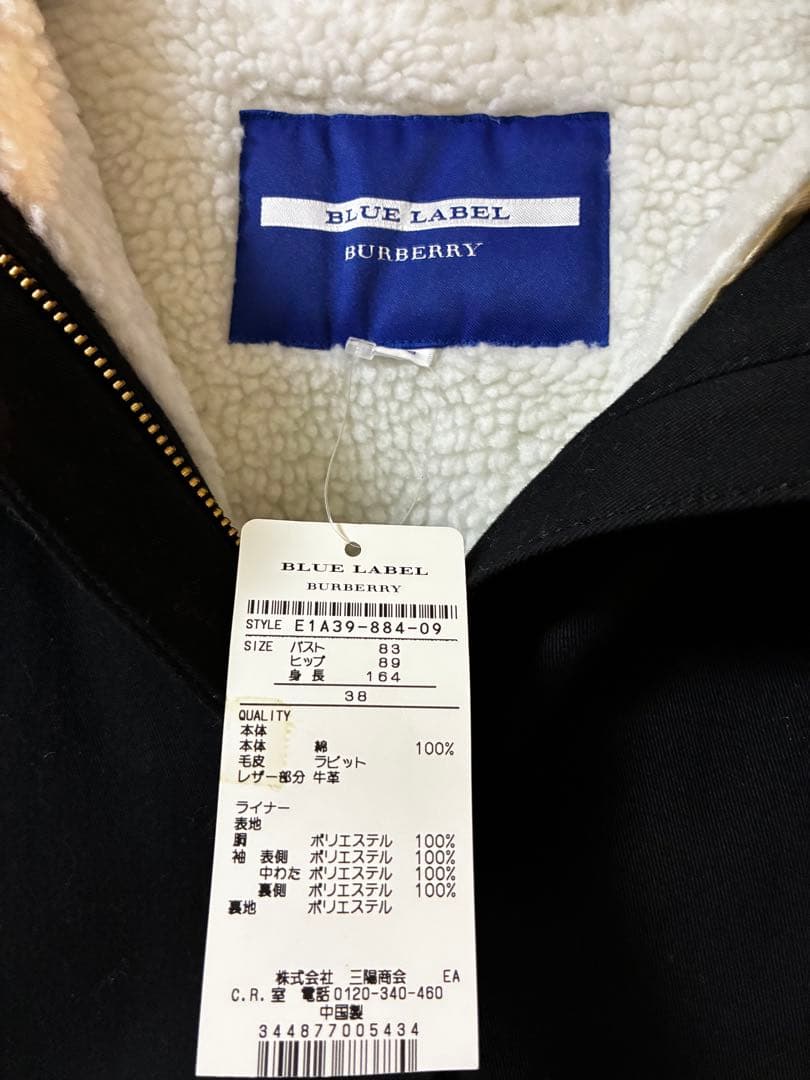 BLUE LABEL
BURBERRY
BLUE LABEL
BURBERRY
STYLE E1A39-884-09
SIZE バスト 83
ヒップ 89
身長 164
38
QUALITY
本体
本体 綿 100%
毛皮 ラビット
レザー部分 牛革
ライナー
表地
胴 ポリエステル 100%
袖 表側 ポリエステル 100%
中わた ポリエステル 100%
裏側 ポリエステル 100%
裏地 ポリエステル
株式会社 三陽商会 EA
C.R.室 電話0120-340-460
中国製
344877005434